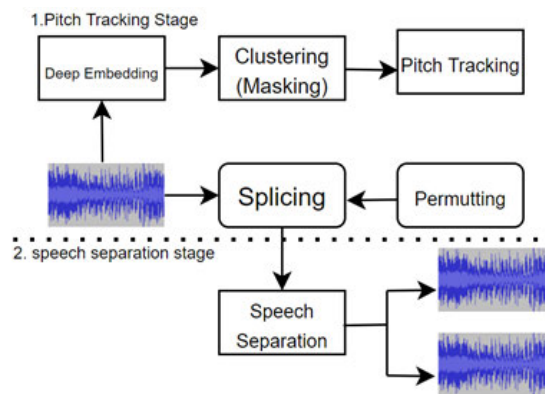 1.Pitch Tracking Stage
Deep Embedding
Clustering
(Masking)
Pitch Tracking
Splicing
Permutting
2. speech separation stage
Speech
Separation